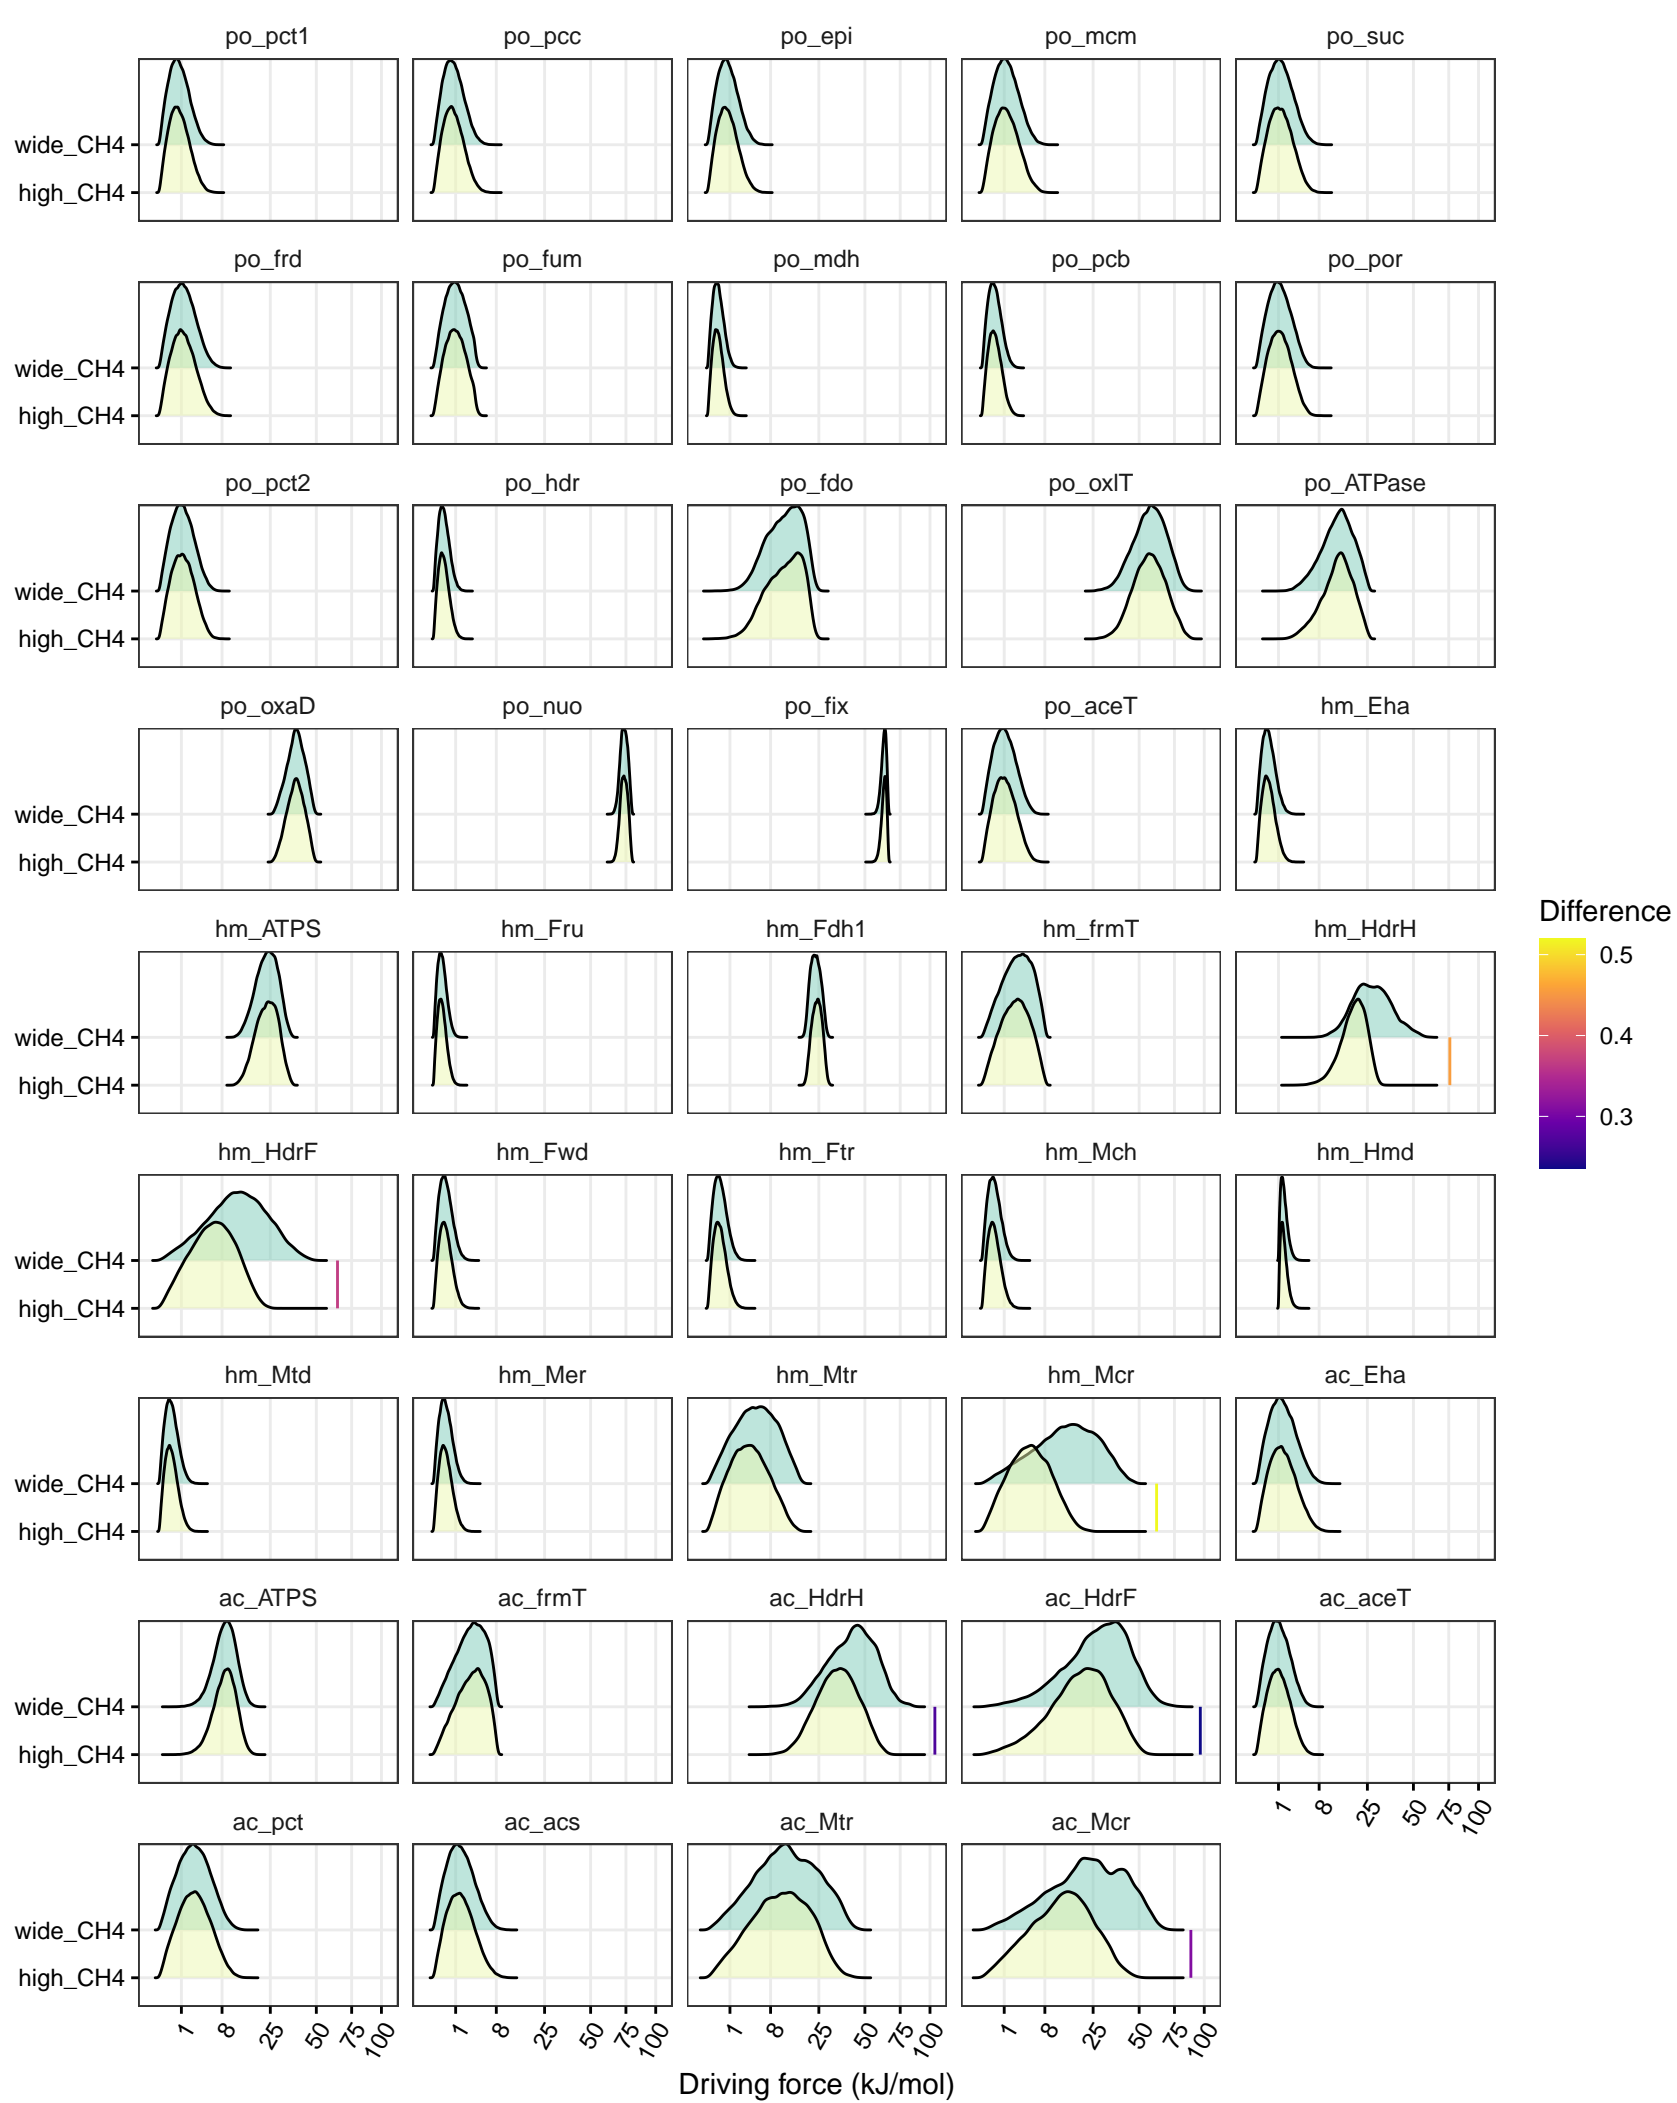 po_pct1 po_pcc po_epi po_mcm po_suc
wide_CH4
high_CH4
po_frd po_fum po_mdh po_pcb po_por
wide_CH4
high_CH4
po_pct2 po_hdr po_fdo po_oxlT po_ATPase
wide_CH4
high_CH4
po_oxaD po_nuo po_fix po_aceT hm_Eha
wide_CH4
high_CH4
hm_ATPS hm_Fru hm_Fdh1 hm_frmT hm_HdrH
wide_CH4
high_CH4
Difference
0.5
0.4
0.3
hm_HdrF hm_Fwd hm_Ftr hm_Mch hm_Hmd
wide_CH4
high_CH4
hm_Mtd hm_Mer hm_Mtr hm_Mcr ac_Eha
wide_CH4
high_CH4
ac_ATPS ac_frmT ac_HdrH ac_HdrF ac_aceT
wide_CH4
high_CH4
1 8 25 50 75 100
ac_pct ac_acs ac_Mtr ac_Mcr
wide_CH4
high_CH4
1 8 25 50 75 100 1 8 25 50 75 100 1 8 25 50 75 100 1 8 25 50 75 100
Driving force (kJ/mol)